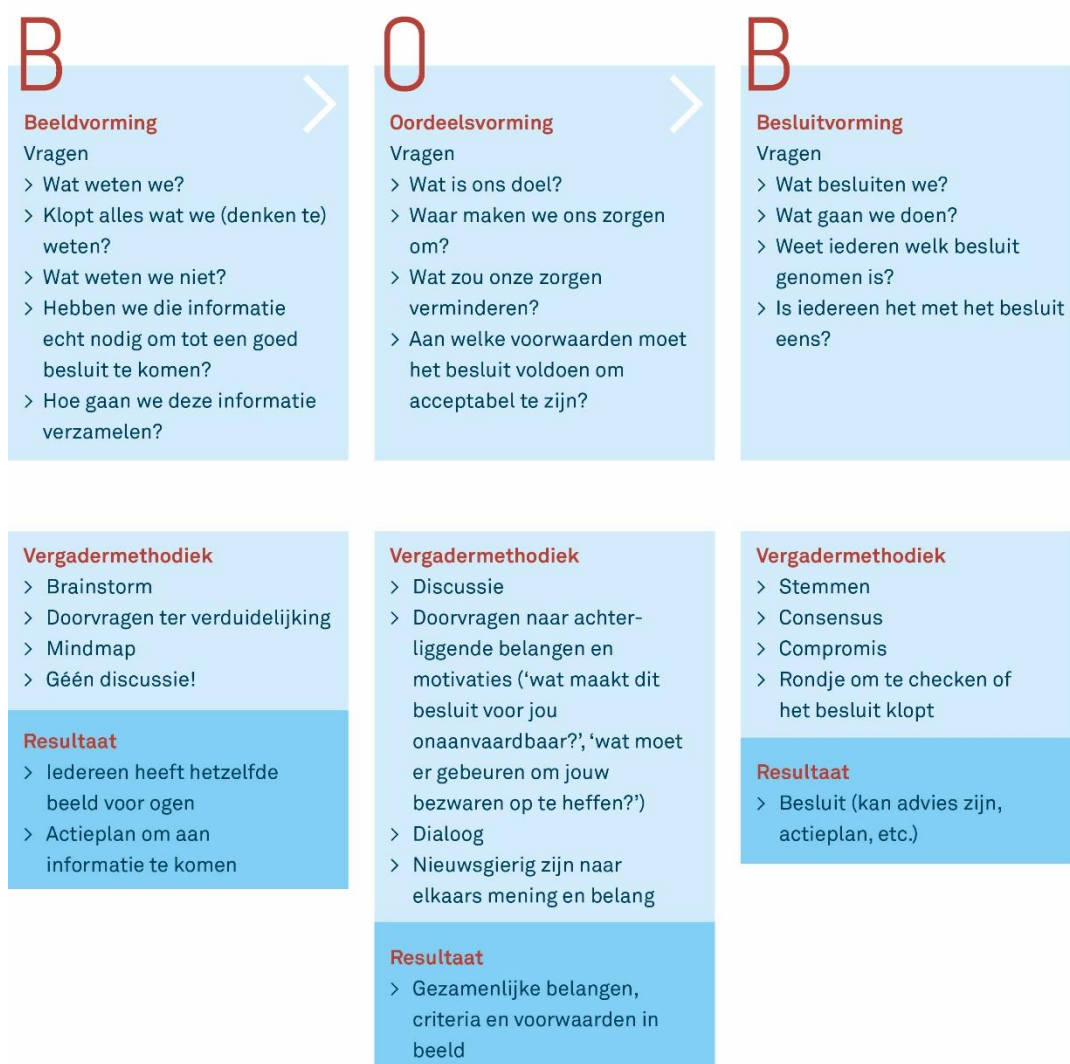 B
Beeldvorming
Vragen
> Wat weten we?
> Klopt alles wat we (denken te)
weten?
> Wat weten we niet?
> Hebben we die informatie
echt nodig om tot een goed
besluit te komen?
> Hoe gaan we deze informatie
verzamelen?
O
Oordeelsvorming
Vragen
> Wat is ons doel?
> Waar maken we ons zorgen
om?
> Wat zou onze zorgen
verminderen?
> Aan welke voorwaarden moet
het besluit voldoen om
acceptabel te zijn?
B
Besluitvorming
Vragen
> Wat besluiten we?
> Wat gaan we doen?
> Weet iederen welk besluit
genomen is?
> Is iedereen het met het besluit
eens?
Vergadermethodiek
> Brainstorm
> Doorvragen ter verduidelijking
> Mindmap
> Géén discussie!
Resultaat
> Iedereen heeft hetzelfde
beeld voor ogen
> Actieplan om aan
informatie te komen
Vergadermethodiek
> Discussie
> Doorvragen naar achter-
liggende belangen en
motivaties (‘wat maakt dit
besluit voor jou
onaanvaardbaar?’, ‘wat moet
er gebeuren om jouw
bezwaren op te heffen?’)
> Dialoog
> Nieuwsgierig zijn naar
elkaars mening en belang
Resultaat
> Gezamenlijke belangen,
criteria en voorwaarden in
beeld
Vergadermethodiek
> Stemmen
> Consensus
> Compromis
> Rondje om te checken of
het besluit klopt
Resultaat
> Besluit (kan advies zijn,
actieplan, etc.)